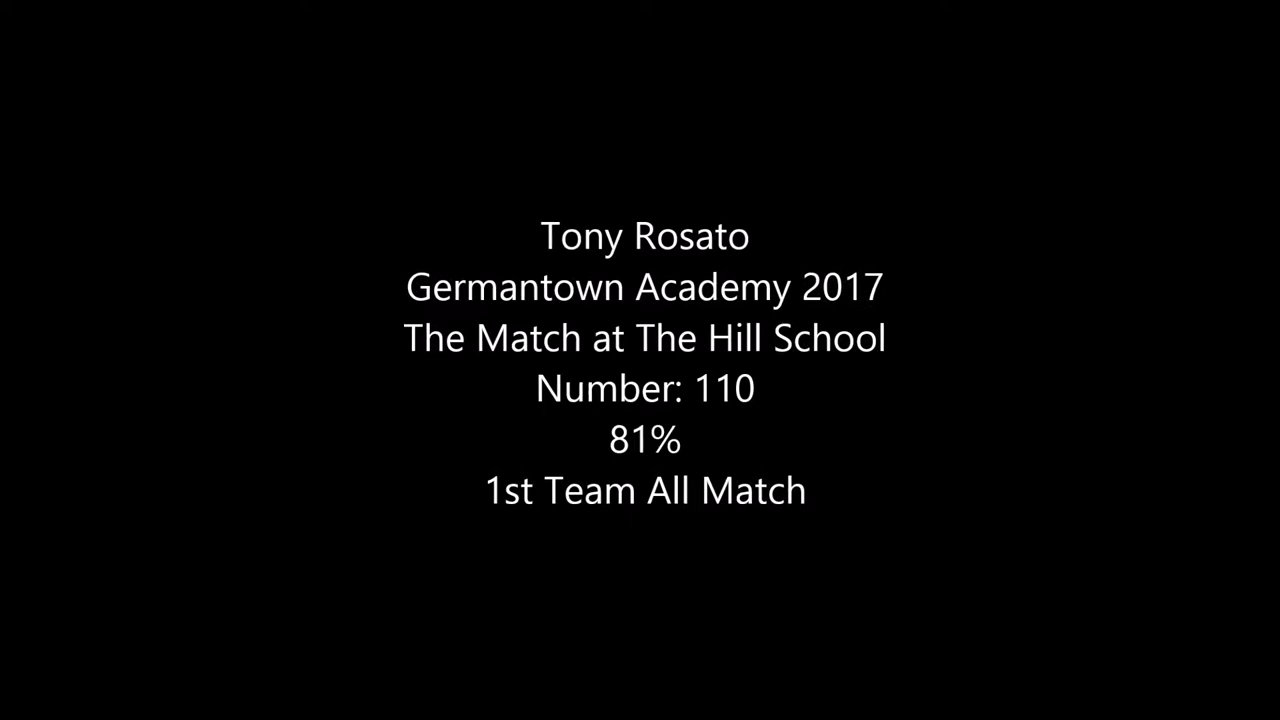 Tony Rosato
Germantown Academy 2017
The Match at The Hill School
Number: 110
81%
1st Team All Match